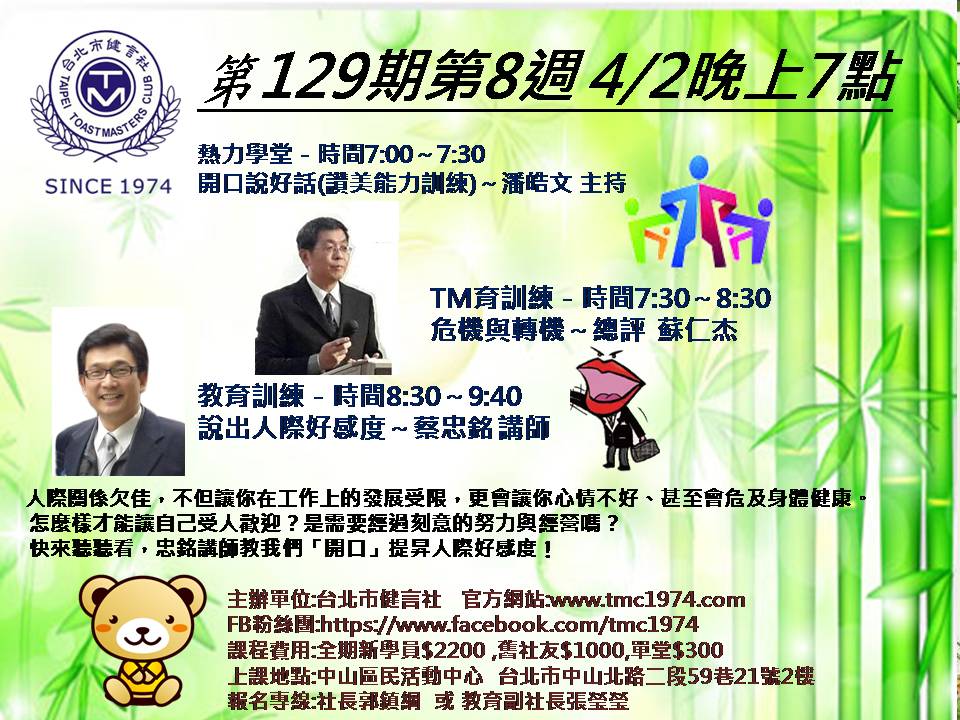 台北市健言社
TAIPEI TOASTMASTERS CLUB
TM
SINCE 1974
第129期第8週 4/2晚上7點
熱力學堂 - 時間7:00～7:30
開口說好話(讚美能力訓練)～潘皓文 主持
TM育訓練 - 時間7:30～8:30
危機與轉機～總評 蘇仁杰
教育訓練 - 時間8:30～9:40
說出人際好感度～蔡忠銘 講師
人際關係欠佳，不但讓你在工作上的發展受限，更會讓你心情不好、甚至會危及身體健康。
怎麼樣才能讓自己受人歡迎？是需要經過刻意的努力與經營嗎？
快來聽聽看，忠銘講師教我們「開口」提昇人際好感度！
主辦單位:台北市健言社 官方網站:www.tmc1974.com
FB粉絲團:https://www.facebook.com/tmc1974
課程費用:全期新學員$2200 ,舊社友$1000,單堂$300
上課地點:中山區民活動中心 台北市中山北路二段59巷21號2樓
報名專線:社長郭鎮綱 或 教育副社長張瑩瑩